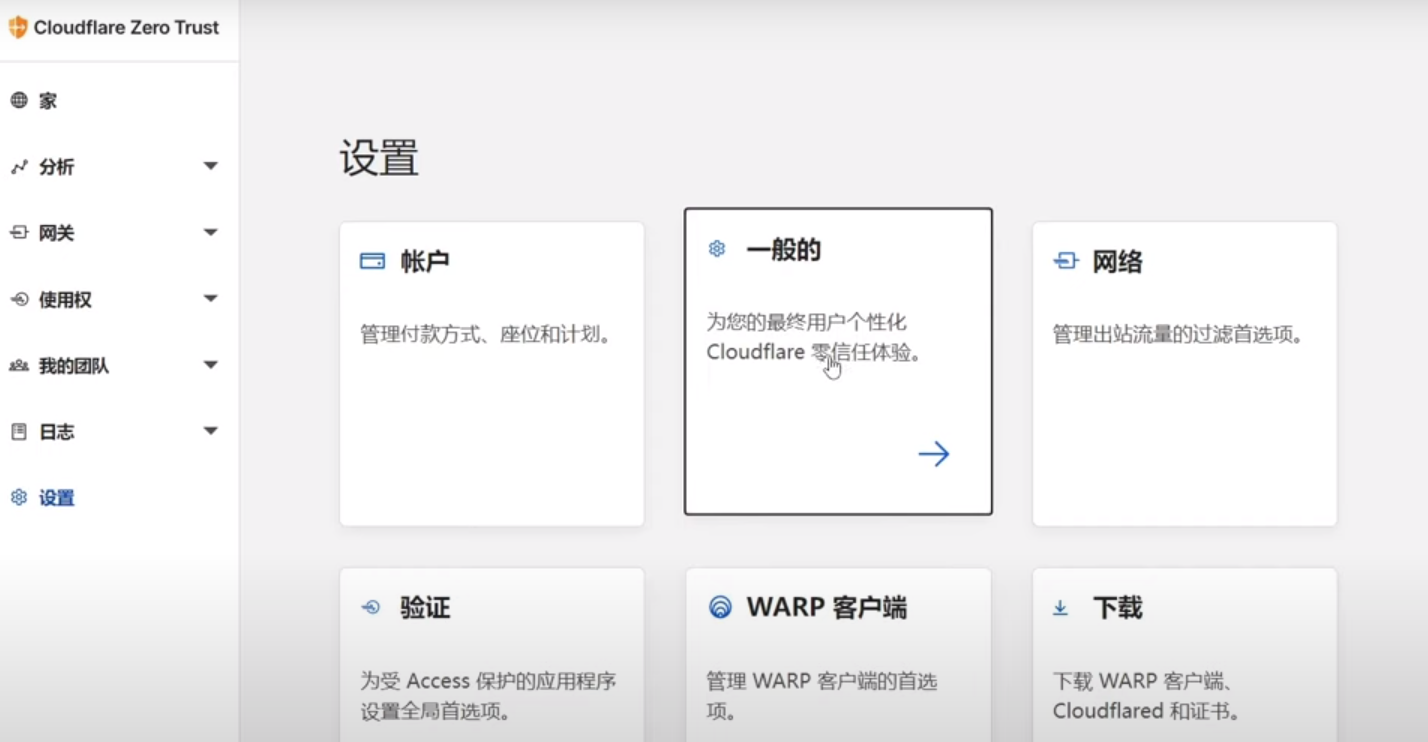 Cloudflare Zero Trust
家
分析
网关
使用权
我的团队
日志
设置
设置
帐户
管理付款方式、座位和计划。
一般的
为您的最终用户个性化
Cloudflare 零信任体验。
网络
管理出站流量的过滤首选项。
验证
为受 Access 保护的应用程序
设置全局首选项。
WARP 客户端
管理 WARP 客户端的首选
项。
下载
下载 WARP 客户端、
Cloudflared 和证书。